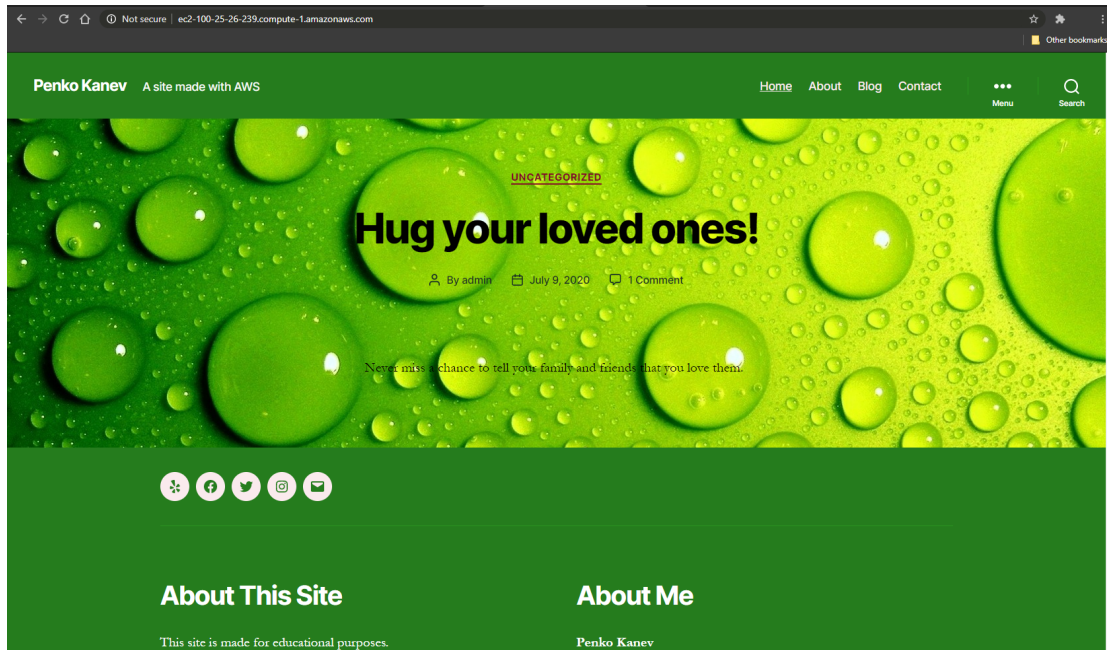 Not secure | ec2-100-25-26-239.compute-1.amazonaws.com
Other bookmarks
Penko Kanev A site made with AWS Home About Blog Contact
Menu Search
UNCATEGORIZED
Hug your loved ones!
By admin July 9, 2020 1 Comment
Never miss a chance to tell your family and friends that you love them.
About This Site About Me
This site is made for educational purposes. Penko Kanev